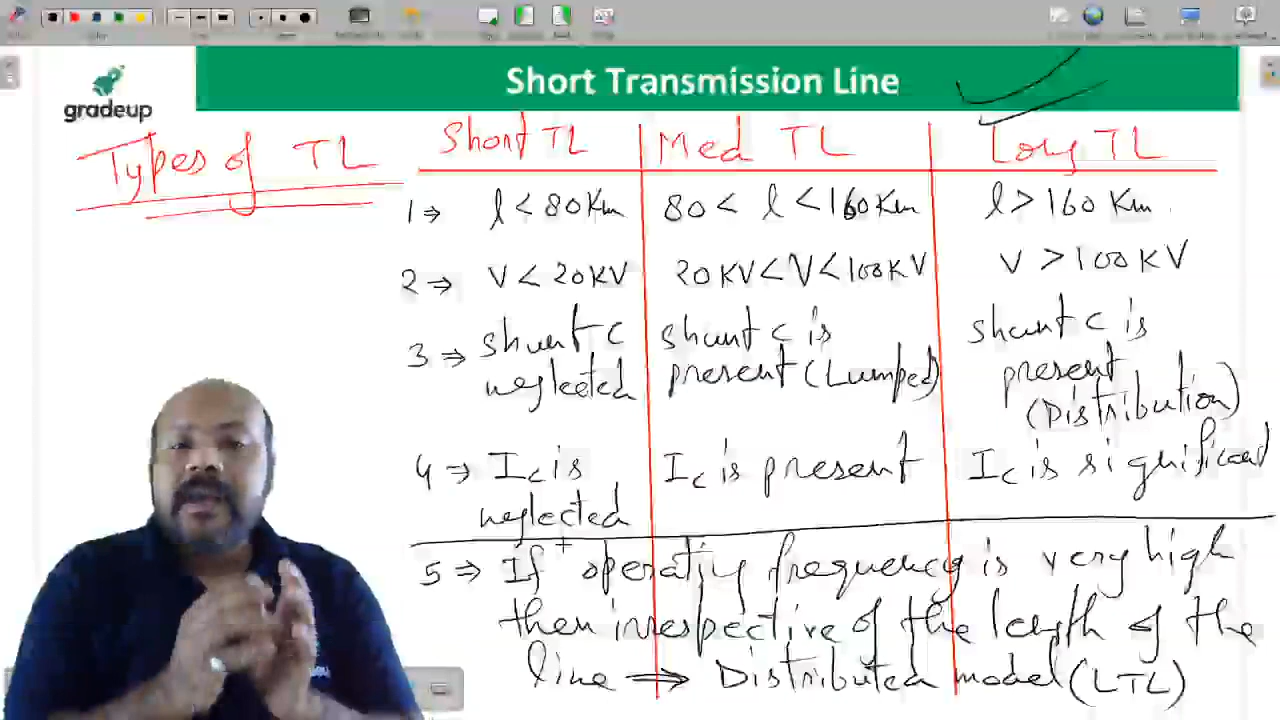 Short Transmission Line
gradeup
Types of TL
Short TL Med TL Long TL
1⇒ l < 80 Km 80 < l < 160 Km l > 160 Km
2⇒ V < 20 KV 20 KV < V < 100 KV V > 100 KV
3⇒ shunt C neglected shunt C is present (Lumped) shunt C is present (Distribution)
4⇒ Ic is neglected Ic is present Ic is significant
5⇒ If operating frequency is very high
then irrespective of the length of the
line ⇒ Distributed model (LTL)